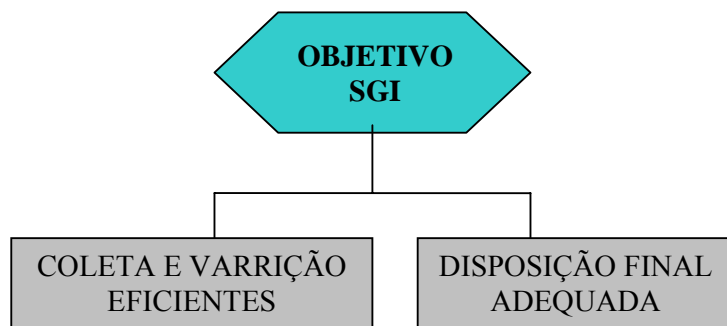 OBJETIVO
SGI
COLETA E VARRIÇÃO
EFICIENTES
DISPOSIÇÃO FINAL
ADEQUADA